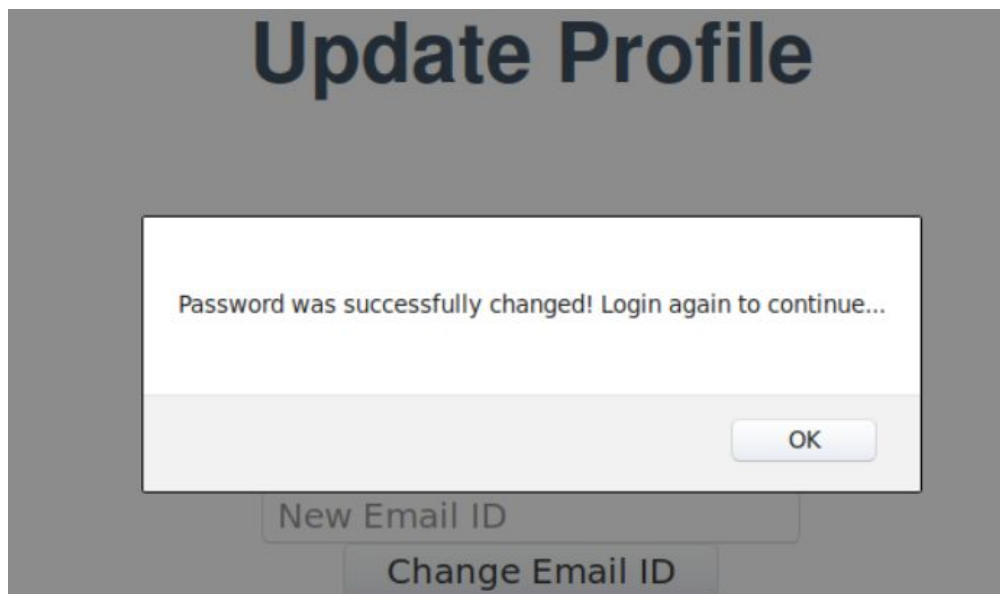 Update Profile
Password was successfully changed! Login again to continue...
OK
New Email ID
Change Email ID